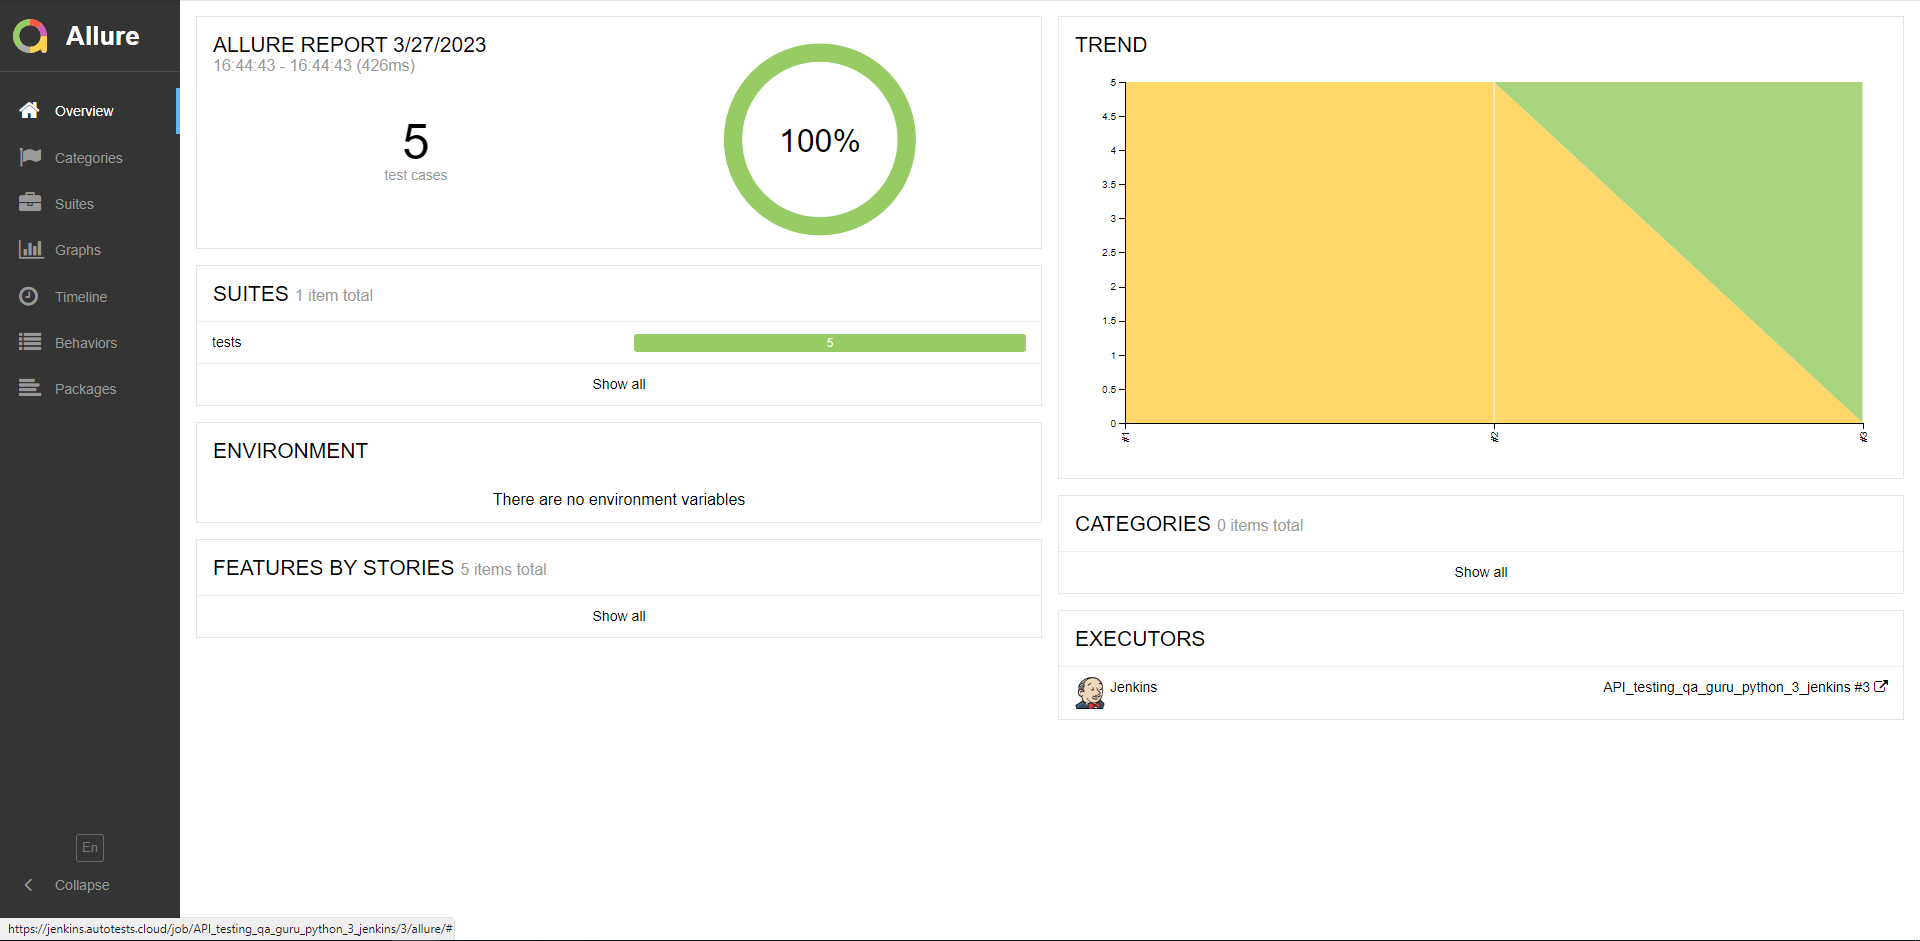 Allure
Overview
Categories
Suites
Graphs
Timeline
Behaviors
Packages
En
Collapse
ALLURE REPORT 3/27/2023
16:44:43 - 16:44:43 (426ms)
5
test cases
100%
SUITES 1 item total
tests 5
Show all
ENVIRONMENT
There are no environment variables
FEATURES BY STORIES 5 items total
Show all
TREND
5
4.5
4
3.5
3
2.5
2
1.5
1
0.5
0
#1 #2 #3
CATEGORIES 0 items total
Show all
EXECUTORS
Jenkins API_testing_qa_guru_python_3_jenkins #3
https://jenkins.autotests.cloud/job/API_testing_qa_guru_python_3_jenkins/3/allure/#